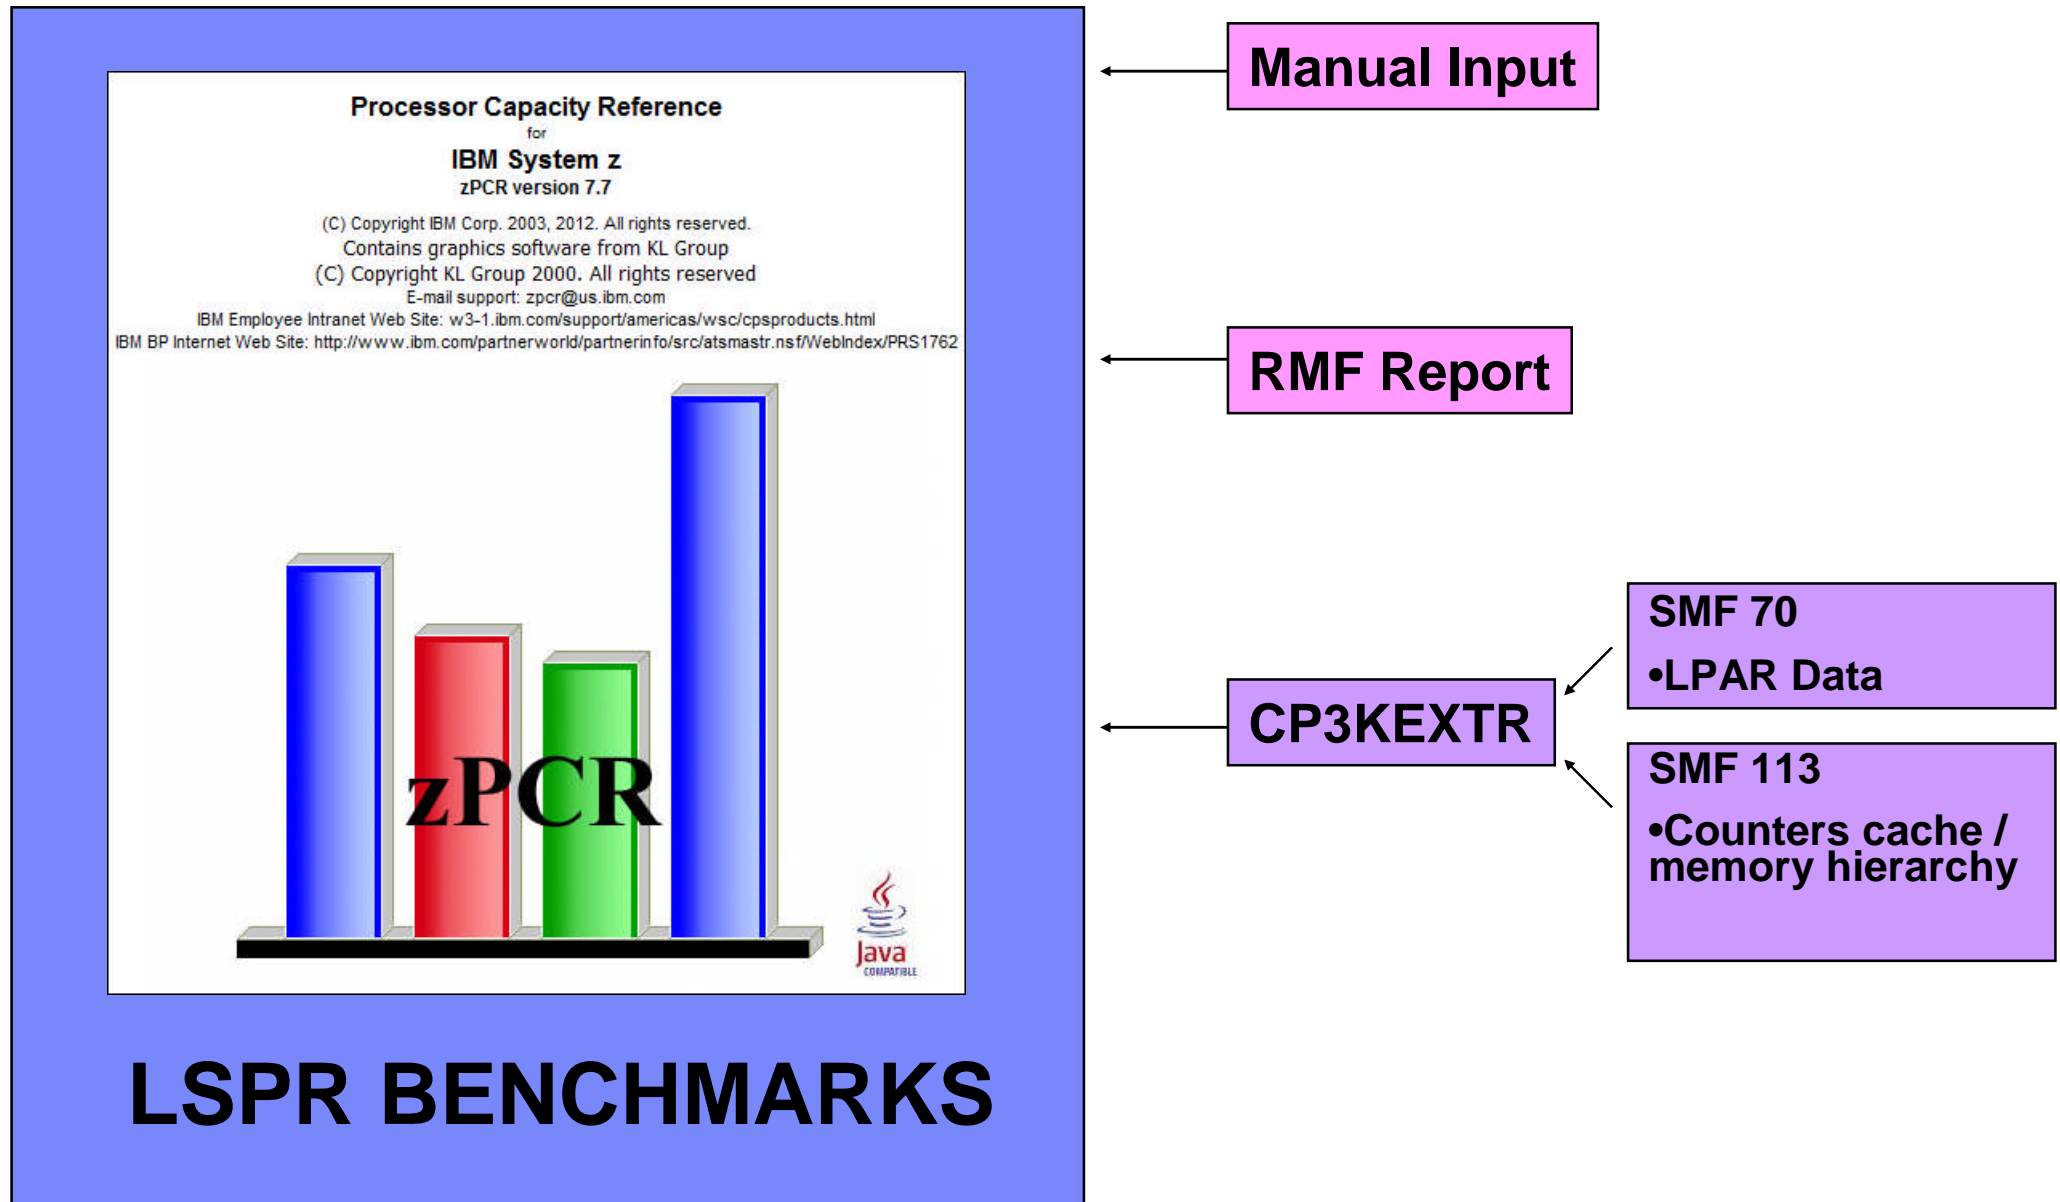 Processor Capacity Reference
for
IBM System z
zPCR version 7.7
(C) Copyright IBM Corp. 2003, 2012. All rights reserved.
Contains graphics software from KL Group
(C) Copyright KL Group 2000. All rights reserved
E-mail support: zpcr@us.ibm.com
IBM Employee Intranet Web Site: w3-1.ibm.com/support/americas/wsc/cpsproducts.html
IBM BP Internet Web Site: http://www.ibm.com/partnerworld/partnerinfo/src/atsmastr.nsf/WebIndex/PRS1762
zPCR
Java
COMPATIBLE
LSPR BENCHMARKS
Manual Input
RMF Report
CP3KEXTR
SMF 70
•LPAR Data
SMF 113
•Counters cache /
memory hierarchy